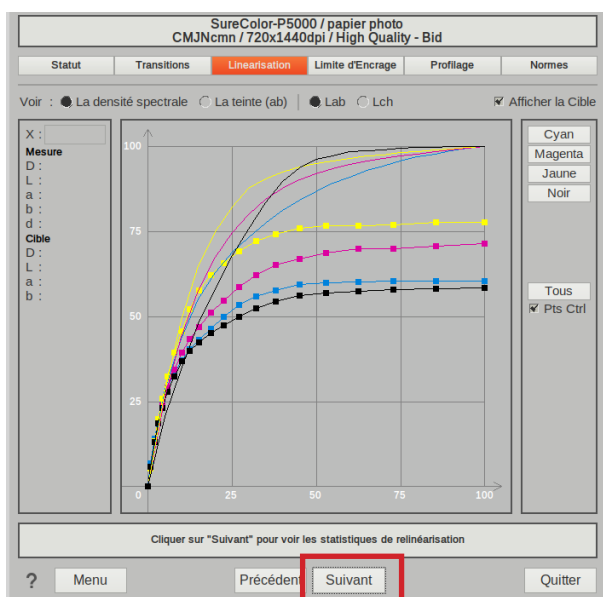 SureColor-P5000 / papier photo
CMJNcmn / 720x1440dpi / High Quality - Bid
Statut Transitions Linearisation Limite d'Encrage Profilage Normes
Voir : La densité spectrale La teinte (ab) Lab Lch Afficher la Cible
X :
Mesure
D :
L :
a :
b :
d :
Cible
D :
L :
a :
b :
100
75
50
25
0 25 50 75 100
Cyan
Magenta
Jaune
Noir
Tous
Pts Ctrl
Cliquer sur "Suivant" pour voir les statistiques de relinéarisation
? Menu Précédent Suivant Quitter